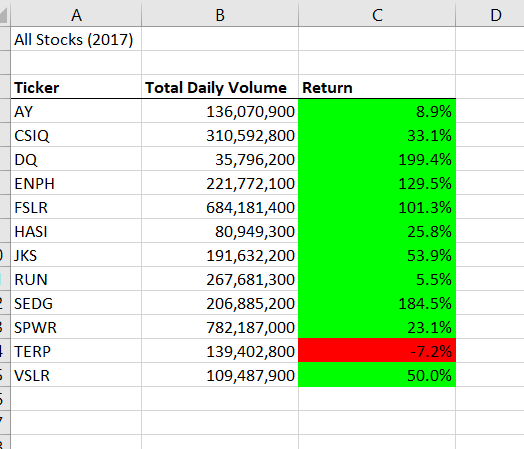 A B C D
All Stocks (2017)
Ticker Total Daily Volume Return
AY 136,070,900 8.9%
CSIQ 310,592,800 33.1%
DQ 35,796,200 199.4%
ENPH 221,772,100 129.5%
FSLR 684,181,400 101.3%
HASI 80,949,300 25.8%
JKS 191,632,200 53.9%
RUN 267,681,300 5.5%
SEDG 206,885,200 184.5%
SPWR 782,187,000 23.1%
TERP 139,402,800 -7.2%
VSLR 109,487,900 50.0%